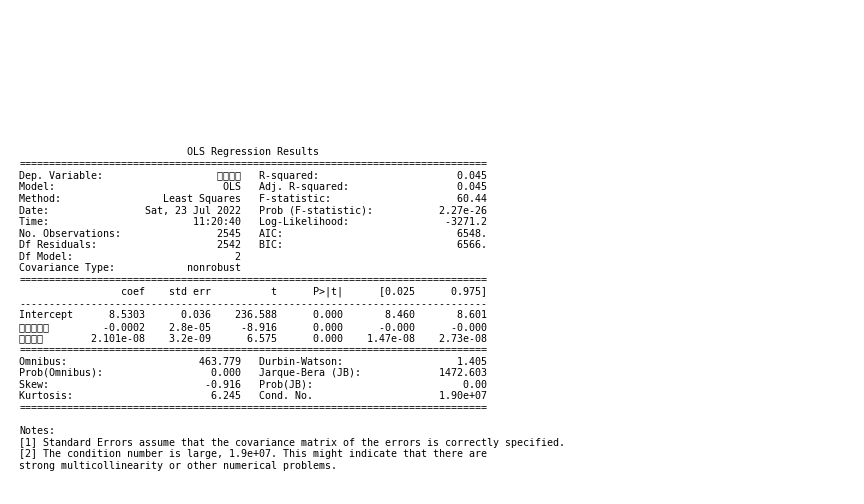 OLS Regression Results
==============================================================================
Dep. Variable: □□□□ R-squared: 0.045
Model: OLS Adj. R-squared: 0.045
Method: Least Squares F-statistic: 60.44
Date: Sat, 23 Jul 2022 Prob (F-statistic): 2.27e-26
Time: 11:20:40 Log-Likelihood: -3271.2
No. Observations: 2545 AIC: 6548.
Df Residuals: 2542 BIC: 6566.
Df Model: 2
Covariance Type: nonrobust
==============================================================================
coef std err t P>|t| [0.025 0.975]
------------------------------------------------------------------------------
Intercept 8.5303 0.036 236.588 0.000 8.460 8.601
□□□□□ -0.0002 2.8e-05 -8.916 0.000 -0.000 -0.000
□□□□ 2.101e-08 3.2e-09 6.575 0.000 1.47e-08 2.73e-08
==============================================================================
Omnibus: 463.779 Durbin-Watson: 1.405
Prob(Omnibus): 0.000 Jarque-Bera (JB): 1472.603
Skew: -0.916 Prob(JB): 0.00
Kurtosis: 6.245 Cond. No. 1.90e+07
==============================================================================
Notes:
[1] Standard Errors assume that the covariance matrix of the errors is correctly specified.
[2] The condition number is large, 1.9e+07. This might indicate that there are
strong multicollinearity or other numerical problems.